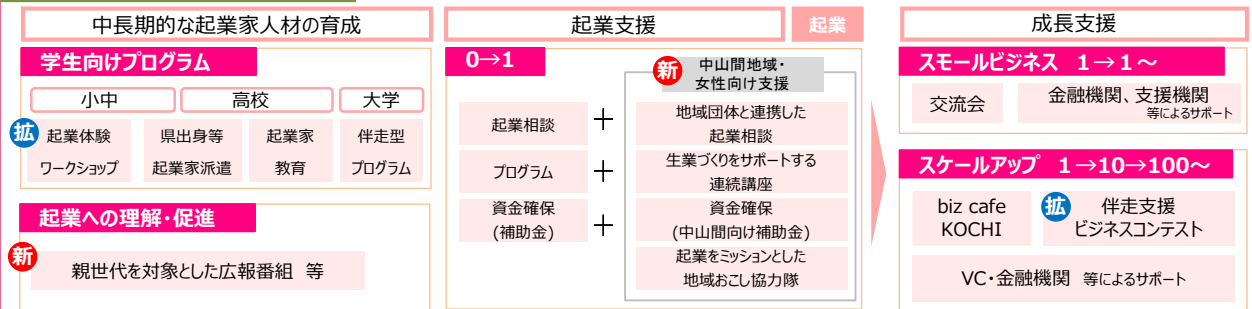 中長期的な起業家人材の育成
学生向けプログラム
小中
高校
大学
拡
起業体験
ワークショップ
県出身等
起業家派遣
起業家
教育
伴走型
プログラム
起業への理解・促進
新
親世代を対象とした広報番組 等
起業支援
起業
0→1
新
中山間地域・
女性向け支援
起業相談
+
地域団体と連携した
起業相談
プログラム
+
生業づくりをサポートする
連続講座
資金確保
(補助金)
+
資金確保
(中山間向け補助金)
起業をミッションとした
地域おこし協力隊
成長支援
スモールビジネス 1→1~
交流会
金融機関、支援機関
等によるサポート
スケールアップ 1→10→100~
biz cafe
KOCHI
拡
伴走支援
ビジネスコンテスト
VC・金融機関 等によるサポート